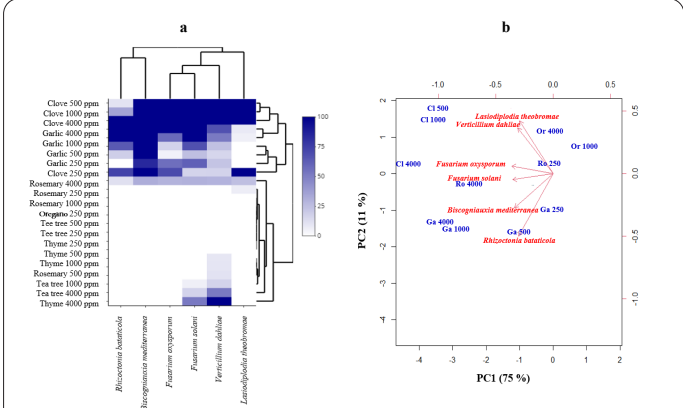 a
Clove 500 ppm
Clove 1000 ppm
Clove 4000 ppm
Garlic 4000 ppm
Garlic 1000 ppm
Garlic 500 ppm
Garlic 250 ppm
Clove 250 ppm
Rosemary 4000 ppm
Rosemary 250 ppm
Rosemary 1000 ppm
Oregano 250 ppm
Tee tree 500 ppm
Tee tree 250 ppm
Thyme 250 ppm
Thyme 500 ppm
Thyme 1000 ppm
Rosemary 500 ppm
Tea tree 1000 ppm
Tea tree 4000 ppm
Thyme 4000 ppm
100
75
50
25
0
Rhizoctonia bataticola
Biscogniauxia mediterranea
Fusarium oxysporum
Fusarium solani
Verticillium dahliae
Lasiodiplodia theobromae
b
-1.0 -0.5 0.0 0.5
2
1
0
-1
-2
-3
-4
0.5
0.0
-0.5
-1.0
Cl 500
Cl 1000
Lasiodiplodia theobromae
Verticillium dahliae
Or 4000
Or 1000
Cl 4000
Fusarium oxysporum
Ro 250
Fusarium solani
Ro 4000
Biscogniauxia mediterranea
Ga 250
Ga 4000
Ga 1000
Ga 500
Rhizoctonia bataticola
PC2 (11 %)
-4 -3 -2 -1 0 1 2
PC1 (75 %)